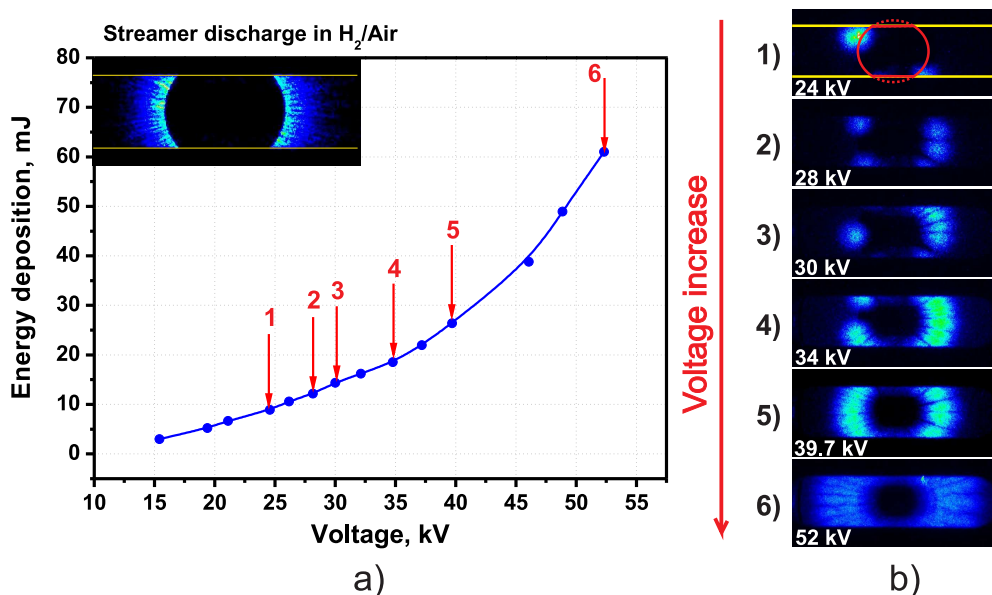 Streamer discharge in H₂/Air
80
70
60
50
40
30
20
10
0
10 15 20 25 30 35 40 45 50 55
Energy deposition, mJ
Voltage, kV
1
2
3
4
5
6
a)
Voltage increase
1)
24 kV
2)
28 kV
3)
30 kV
4)
34 kV
5)
39.7 kV
6)
52 kV
b)